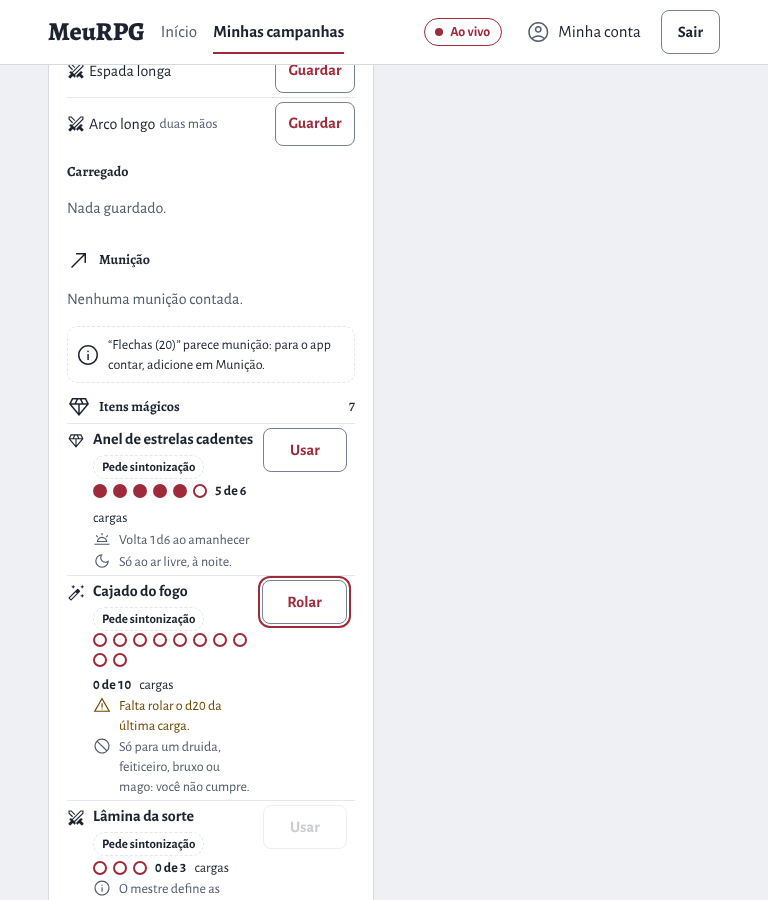 MeuRPG Início Minhas campanhas Ao vivo Minha conta Sair
Espada longa Guardar
Arco longo duas mãos Guardar
Carregado
Nada guardado.
Munição
Nenhuma munição contada.
“Flechas (20)” parece munição: para o app
contar, adicione em Munição.
Itens mágicos 7
Anel de estrelas cadentes Usar
Pede sintonização
5 de 6
cargas
Volta 1d6 ao amanhecer
Só ao ar livre, à noite.
Cajado do fogo Rolar
Pede sintonização
0 de 10 cargas
Falta rolar o d20 da
última carga.
Só para um druida,
feiticeiro, bruxo ou
mago: você não cumpre.
Lâmina da sorte Usar
Pede sintonização
0 de 3 cargas
O mestre define as